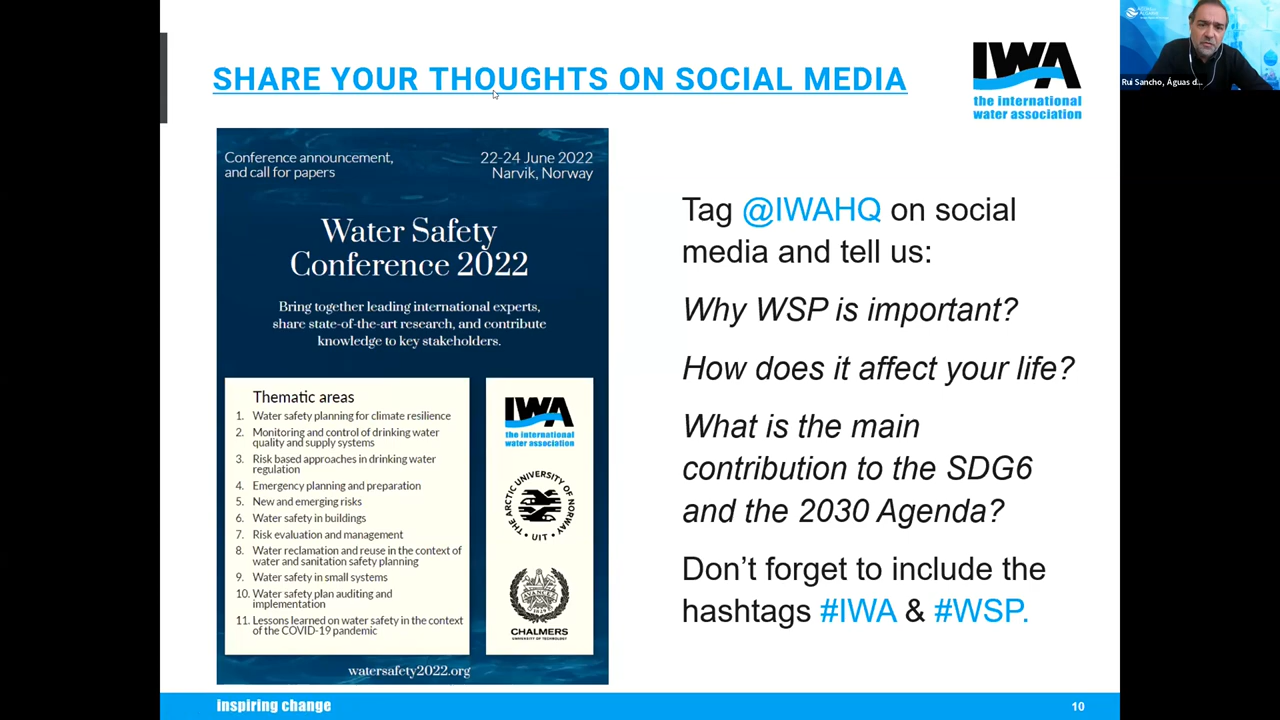 SHARE YOUR THOUGHTS ON SOCIAL MEDIA
IWA
the international
water association
Rui Sancho, Águas d...
Conference announcement,
and call for papers
22-24 June 2022
Narvik, Norway
Water Safety
Conference 2022
Bring together leading international experts,
share state-of-the-art research, and contribute
knowledge to key stakeholders.
Thematic areas
1. Water safety planning for climate resilience
2. Monitoring and control of drinking water
quality and supply systems
3. Risk based approaches in drinking water
regulation
4. Emergency planning and preparation
5. New and emerging risks
6. Water safety in buildings
7. Risk evaluation and management
8. Water reclamation and reuse in the context of
water and sanitation safety planning
9. Water safety in small systems
10. Water safety plan auditing and
implementation
11. Lessons learned on water safety in the context
of the COVID-19 pandemic
IWA
the international
water association
THE ARCTIC UNIVERSITY OF NORWAY
UIT
CHALMERS
UNIVERSITY OF TECHNOLOGY
watersafety2022.org
Tag @IWAHQ on social
media and tell us:
Why WSP is important?
How does it affect your life?
What is the main
contribution to the SDG6
and the 2030 Agenda?
Don’t forget to include the
hashtags #IWA & #WSP.
inspiring change
10